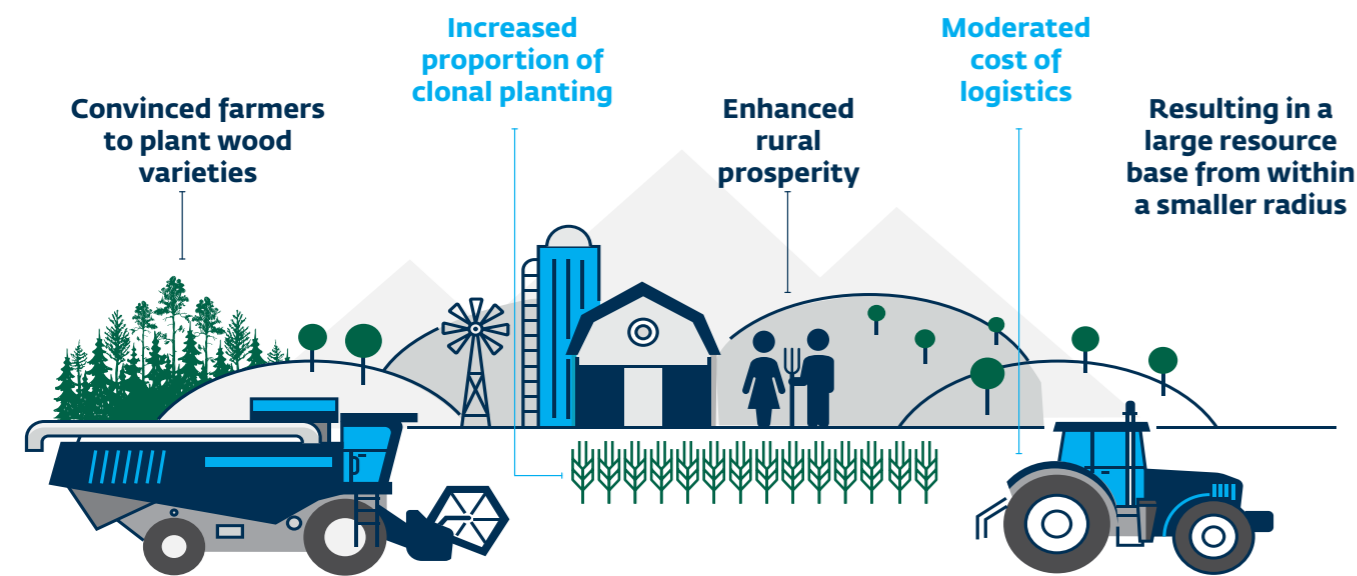 Convinced farmers
to plant wood
varieties
Increased
proportion of
clonal planting
Enhanced
rural
prosperity
Moderated
cost of
logistics
Resulting in a
large resource
base from within
a smaller radius